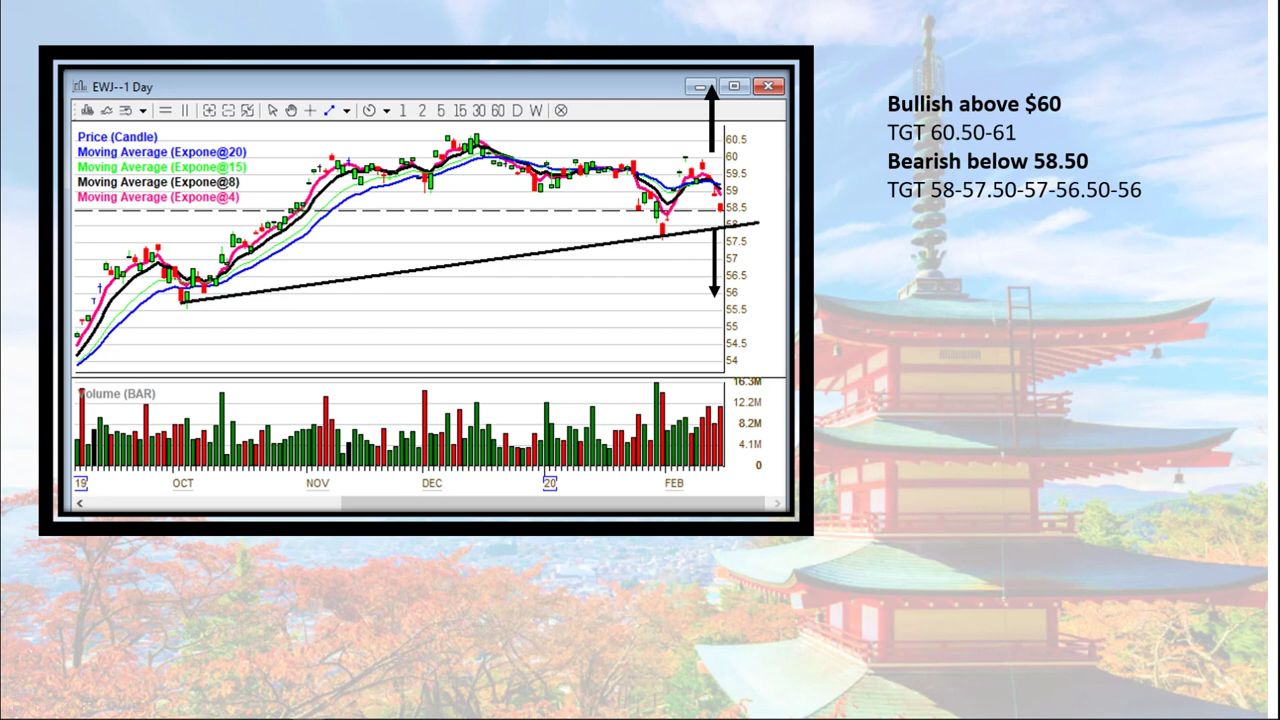 EWJ--1 Day
1 2 5 15 30 60 D W
Price (Candle)
Moving Average (Expone@20)
Moving Average (Expone@15)
Moving Average (Expone@8)
Moving Average (Expone@4)
60.5
60
59.5
59
58.5
58
57.5
57
56.5
56
55.5
55
54.5
54
Volume (BAR)
16.3M
12.2M
8.2M
4.1M
0
19 OCT NOV DEC 20 FEB
Bullish above $60
TGT 60.50-61
Bearish below 58.50
TGT 58-57.50-57-56.50-56